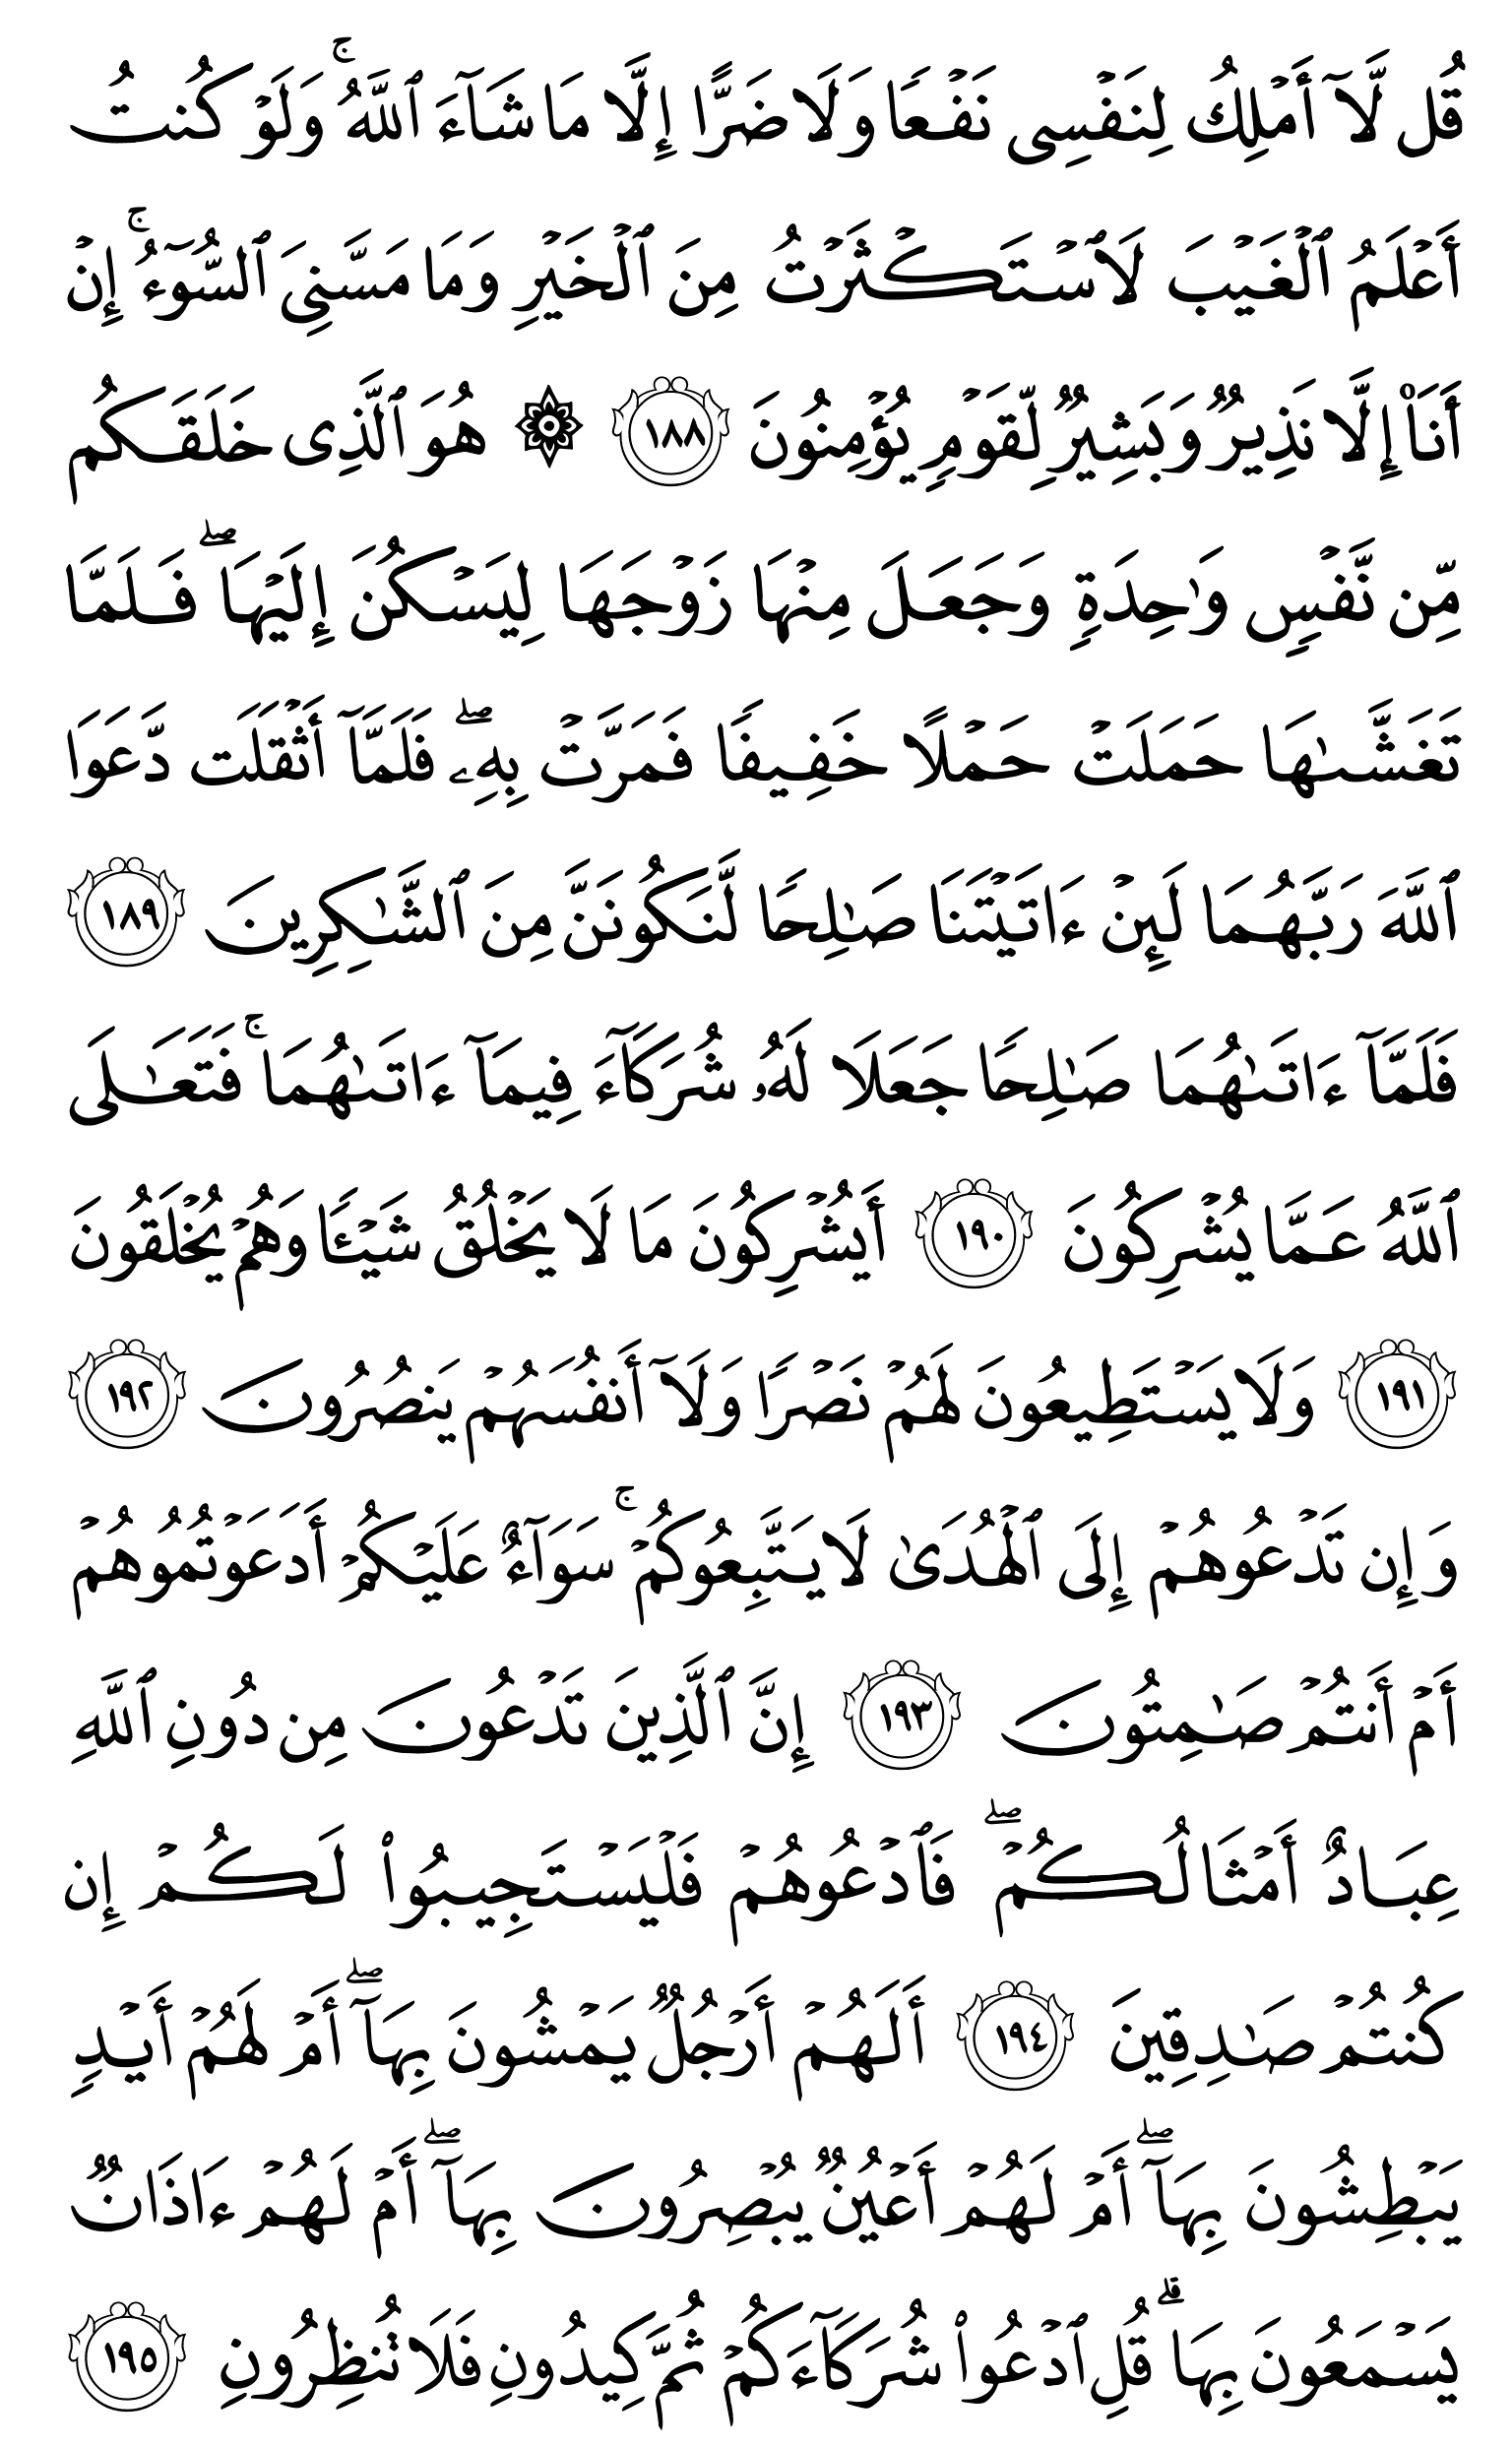 قُل لَّآ أَمۡلِكُ لِنَفۡسِى نَفۡعًا وَلَا ضَرًّا إِلَّا مَا شَآءَ ٱللَّهُۚ وَلَوۡ كُنتُ
أَعۡلَمُ ٱلۡغَيۡبَ لَٱسۡتَكۡثَرۡتُ مِنَ ٱلۡخَيۡرِ وَمَا مَسَّنِىَ ٱلسُّوٓءُۚ إِنۡ
أَنَا۠ إِلَّا نَذِيرٌ وَبَشِيرٌ لِّقَوۡمٍ يُؤۡمِنُونَ ١٨٨ ۞ هُوَ ٱلَّذِى خَلَقَكُم
مِّن نَّفۡسٍ وَٰحِدَةٍ وَجَعَلَ مِنۡهَا زَوۡجَهَا لِيَسۡكُنَ إِلَيۡهَاۖ فَلَمَّا
تَغَشَّىٰهَا حَمَلَتۡ حَمۡلًا خَفِيفًا فَمَرَّتۡ بِهِۦۖ فَلَمَّآ أَثۡقَلَت دَّعَوَا
ٱللَّهَ رَبَّهُمَا لَئِنۡ ءَاتَيۡتَنَا صَٰلِحًا لَّنَكُونَنَّ مِنَ ٱلشَّٰكِرِينَ ١٨٩
فَلَمَّآ ءَاتَىٰهُمَا صَٰلِحًا جَعَلَا لَهُۥ شُرَكَآءَ فِيمَآ ءَاتَىٰهُمَاۚ فَتَعَٰلَى
ٱللَّهُ عَمَّا يُشۡرِكُونَ ١٩٠ أَيُشۡرِكُونَ مَا لَا يَخۡلُقُ شَيۡـًٔا وَهُمۡ يُخۡلَقُونَ
١٩١ وَلَا يَسۡتَطِيعُونَ لَهُمۡ نَصۡرًا وَلَآ أَنفُسَهُمۡ يَنصُرُونَ ١٩٢
وَإِن تَدۡعُوهُمۡ إِلَى ٱلۡهُدَىٰ لَا يَتَّبِعُوكُمۡۚ سَوَآءٌ عَلَيۡكُمۡ أَدَعَوۡتُمُوهُمۡ
أَمۡ أَنتُمۡ صَٰمِتُونَ ١٩٣ إِنَّ ٱلَّذِينَ تَدۡعُونَ مِن دُونِ ٱللَّهِ
عِبَادٌ أَمۡثَالُكُمۡۖ فَٱدۡعُوهُمۡ فَلۡيَسۡتَجِيبُوا۟ لَكُمۡ إِن
كُنتُمۡ صَٰدِقِينَ ١٩٤ أَلَهُمۡ أَرۡجُلٌ يَمۡشُونَ بِهَآۖ أَمۡ لَهُمۡ أَيۡدٍ
يَبۡطِشُونَ بِهَآۖ أَمۡ لَهُمۡ أَعۡيُنٌ يُبۡصِرُونَ بِهَآۖ أَمۡ لَهُمۡ ءَاذَانٌ
يَسۡمَعُونَ بِهَاۗ قُلِ ٱدۡعُوا۟ شُرَكَآءَكُمۡ ثُمَّ كِيدُونِ فَلَا تُنظِرُونِ ١٩٥